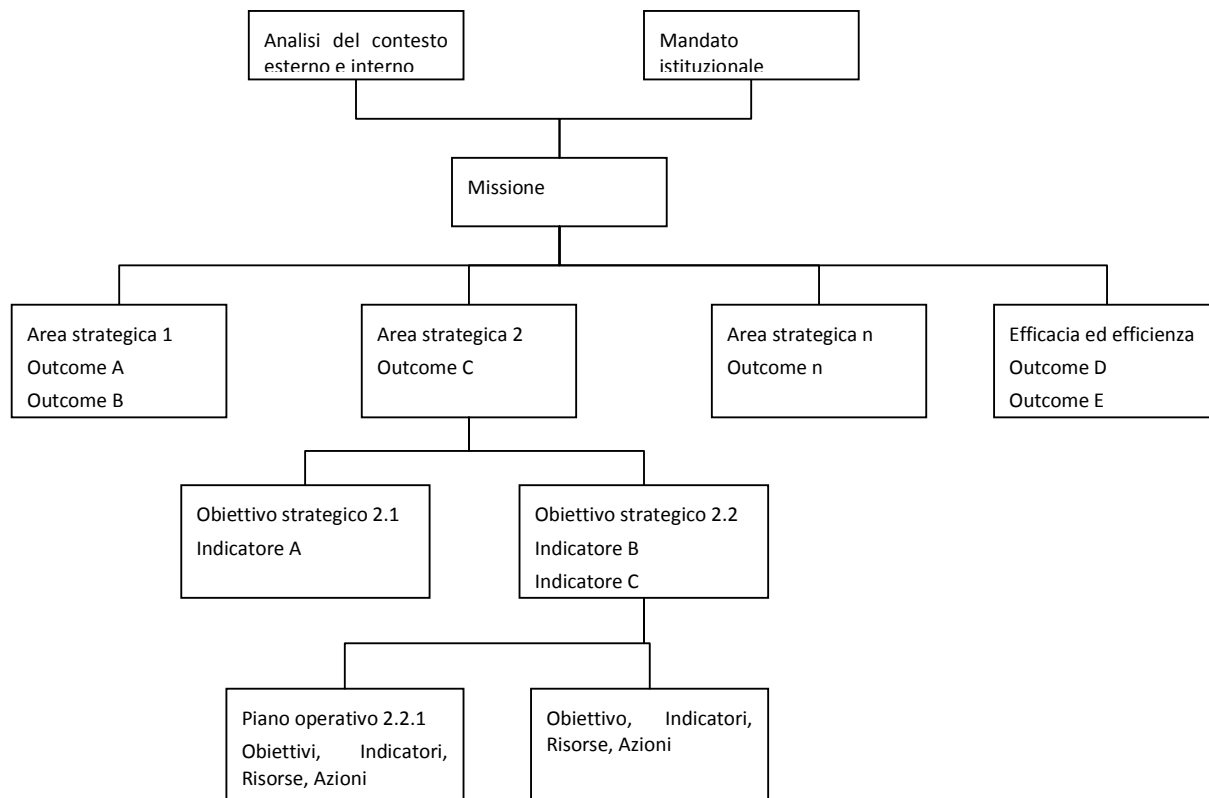 Analisi del contesto
esterno e interno
Mandato
istituzionale
Missione
Area strategica 1
Outcome A
Outcome B
Area strategica 2
Outcome C
Area strategica n
Outcome n
Efficacia ed efficienza
Outcome D
Outcome E
Obiettivo strategico 2.1
Indicatore A
Obiettivo strategico 2.2
Indicatore B
Indicatore C
Piano operativo 2.2.1
Obiettivi, Indicatori,
Risorse, Azioni
Obiettivo, Indicatori,
Risorse, Azioni